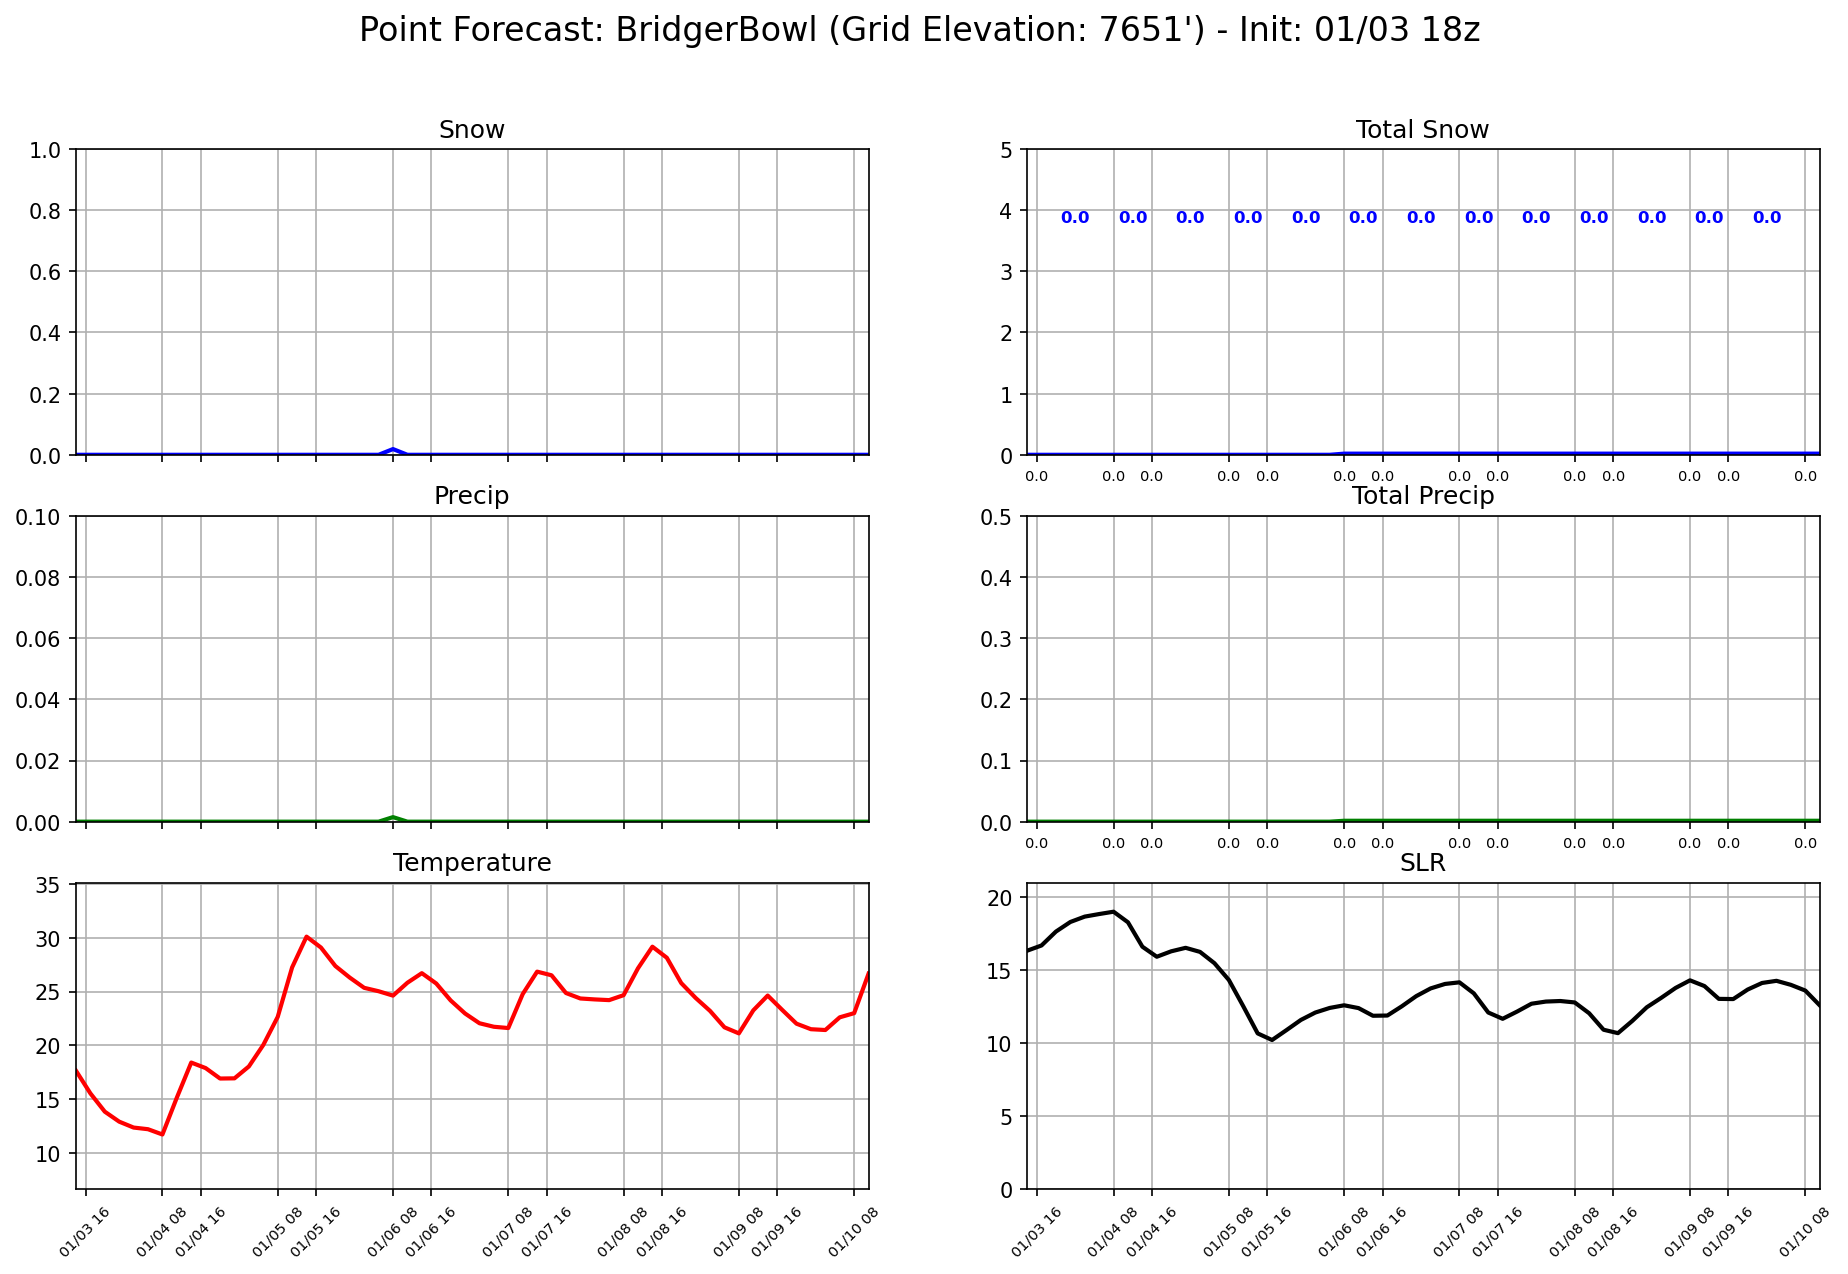 Point Forecast: BridgerBowl (Grid Elevation: 7651') - Init: 01/03 18z
Snow
1.0
0.8
0.6
0.4
0.2
0.0
Total Snow
5
4
3
2
1
0
0.0 0.0 0.0 0.0 0.0 0.0 0.0 0.0 0.0 0.0 0.0 0.0 0.0
0.0 0.0 0.0 0.0 0.0 0.0 0.0 0.0 0.0 0.0 0.0 0.0 0.0 0.0
Precip
0.10
0.08
0.06
0.04
0.02
0.00
Total Precip
0.5
0.4
0.3
0.2
0.1
0.0
0.0 0.0 0.0 0.0 0.0 0.0 0.0 0.0 0.0 0.0 0.0 0.0 0.0 0.0
Temperature
35
30
25
20
15
10
01/03 16 01/04 08 01/04 16 01/05 08 01/05 16 01/06 08 01/06 16 01/07 08 01/07 16 01/08 08 01/08 16 01/09 08 01/09 16 01/10 08
SLR
20
15
10
5
0
01/03 16 01/04 08 01/04 16 01/05 08 01/05 16 01/06 08 01/06 16 01/07 08 01/07 16 01/08 08 01/08 16 01/09 08 01/09 16 01/10 08